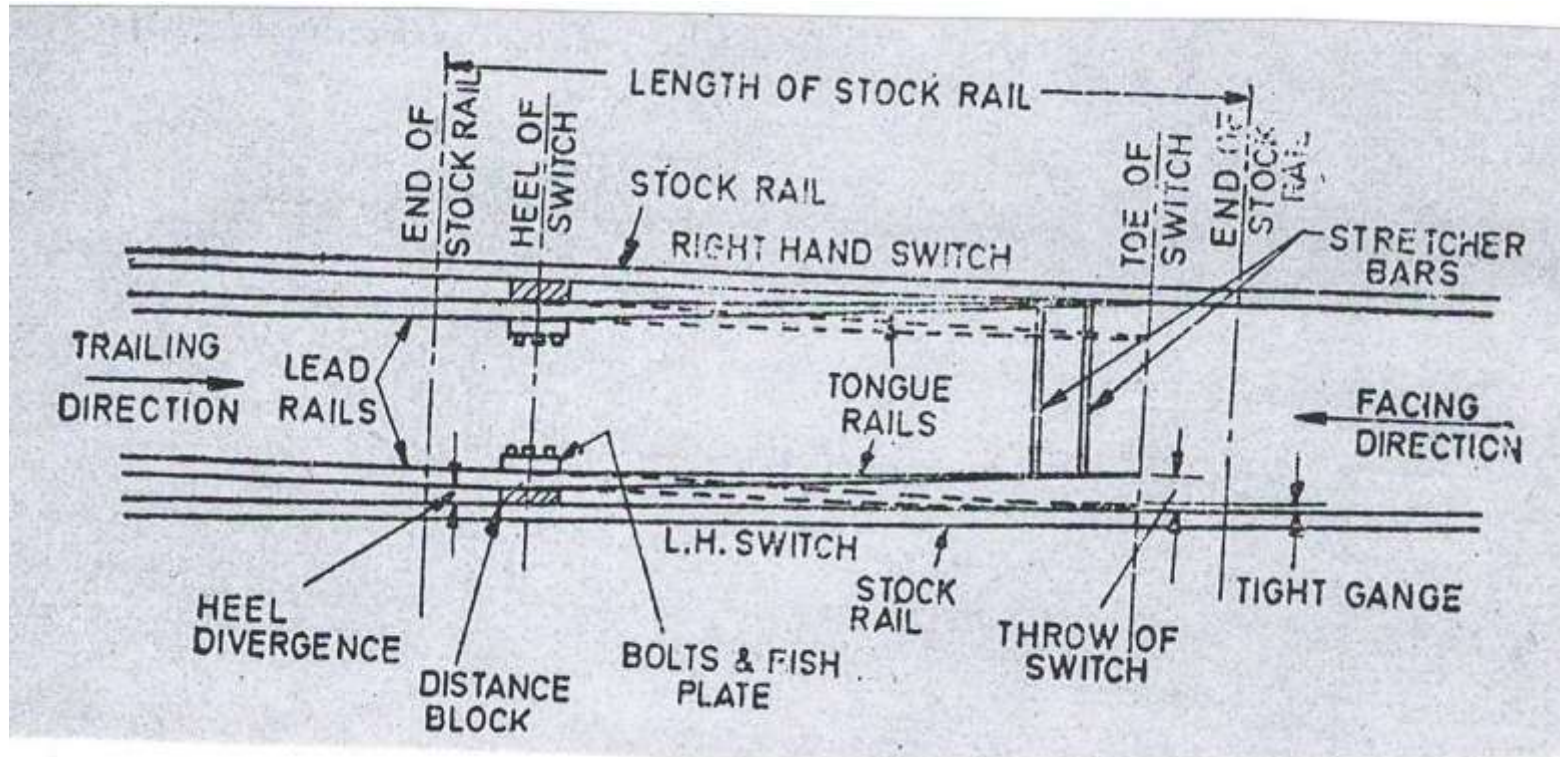 LENGTH OF STOCK RAIL
END OF
STOCK RAIL
HEEL OF
SWITCH
TOE OF
SWITCH
END OF
STOCK
RAIL
STOCK RAIL
RIGHT HAND SWITCH
STRETCHER
BARS
TRAILING
DIRECTION
LEAD
RAILS
TONGUE
RAILS
FACING
DIRECTION
L.H. SWITCH
STOCK
RAIL
HEEL
DIVERGENCE
DISTANCE
BLOCK
BOLTS & FISH
PLATE
THROW OF
SWITCH
TIGHT GANGE